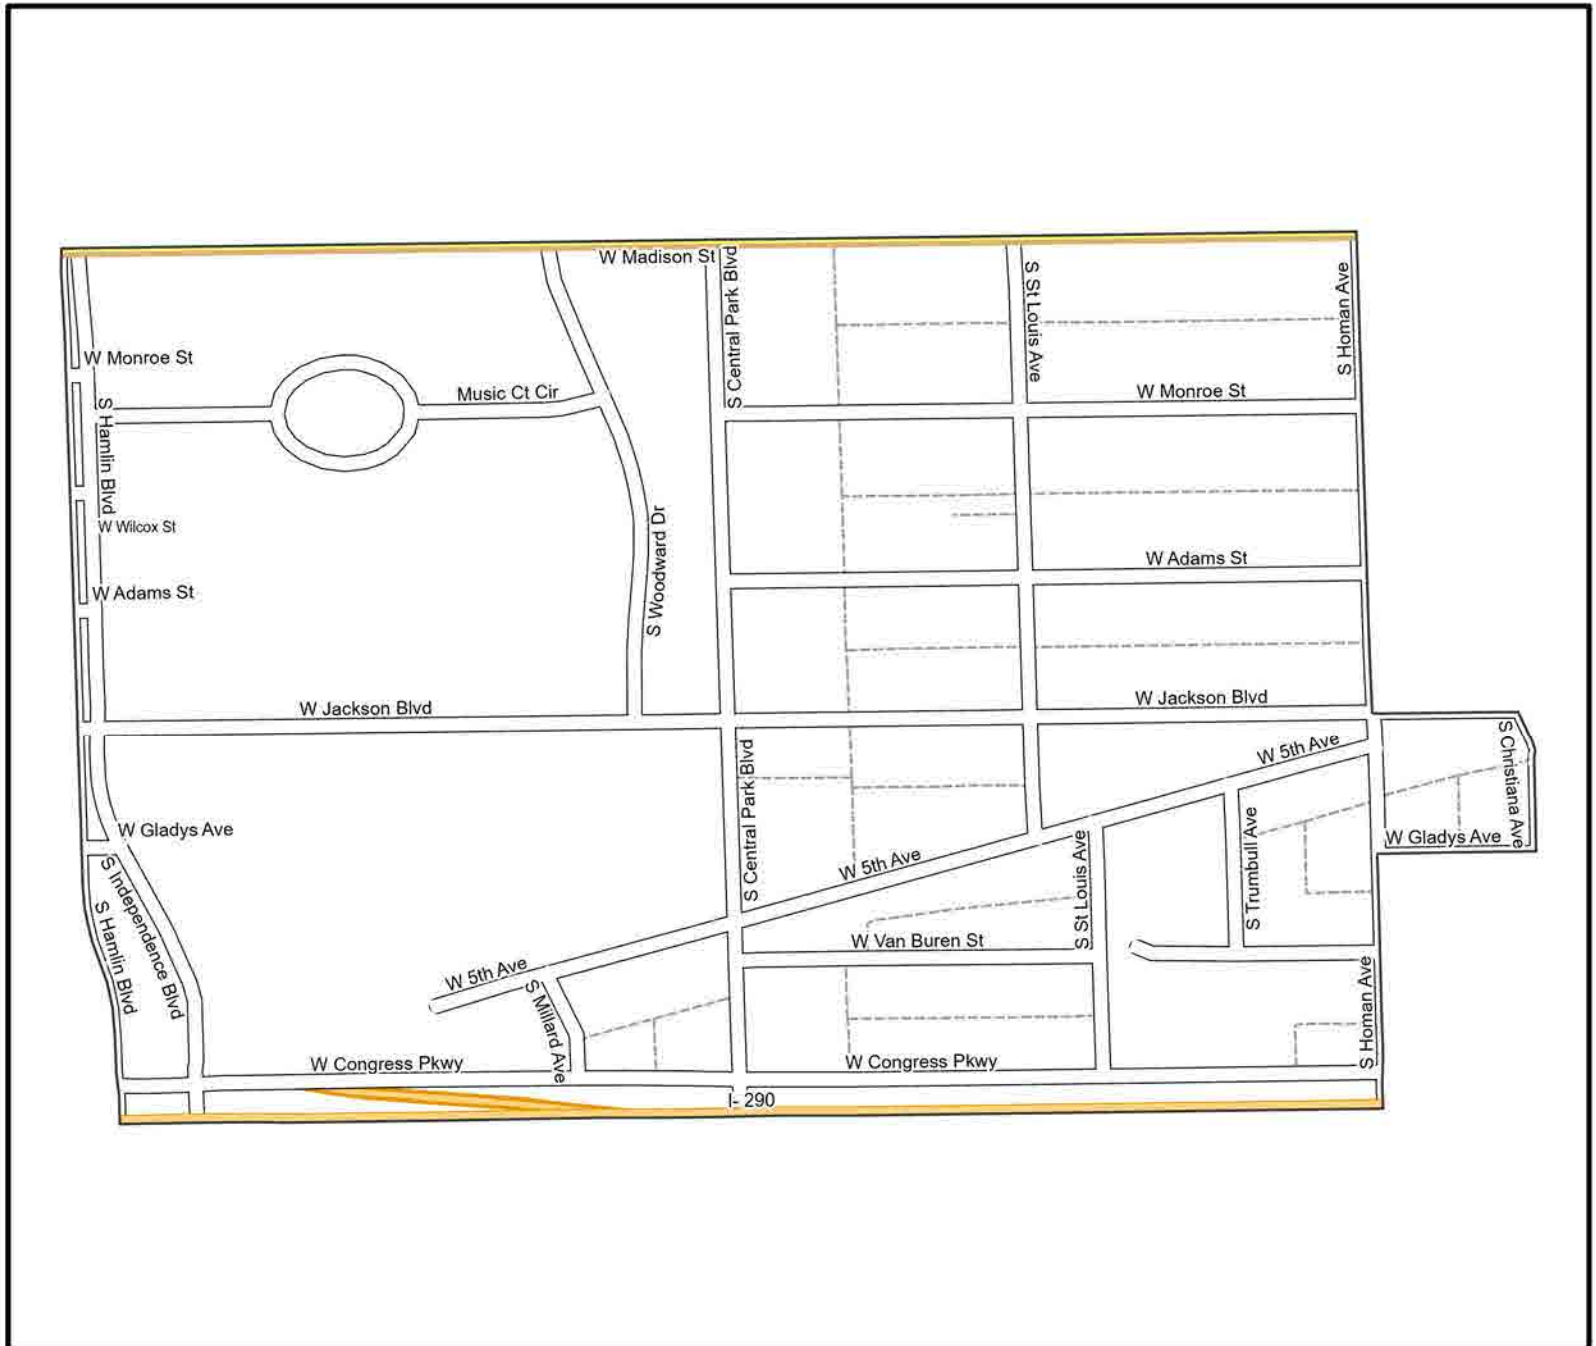 W Madison St
S Central Park Blvd
S St Louis Ave
S Homan Ave
W Monroe St
Music Ct Cir
W Monroe St
S Hamlin Blvd
W Wilcox St
S Woodward Dr
W Adams St
W Adams St
W Jackson Blvd
W Jackson Blvd
S Christiana Ave
W 5th Ave
S Central Park Blvd
W Gladys Ave
S Trumbull Ave
W Gladys Ave
S St Louis Ave
W 5th Ave
S Independence Blvd
S Hamlin Blvd
W Van Buren St
W 5th Ave
S Millard Ave
S Homan Ave
W Congress Pkwy
W Congress Pkwy
I- 290